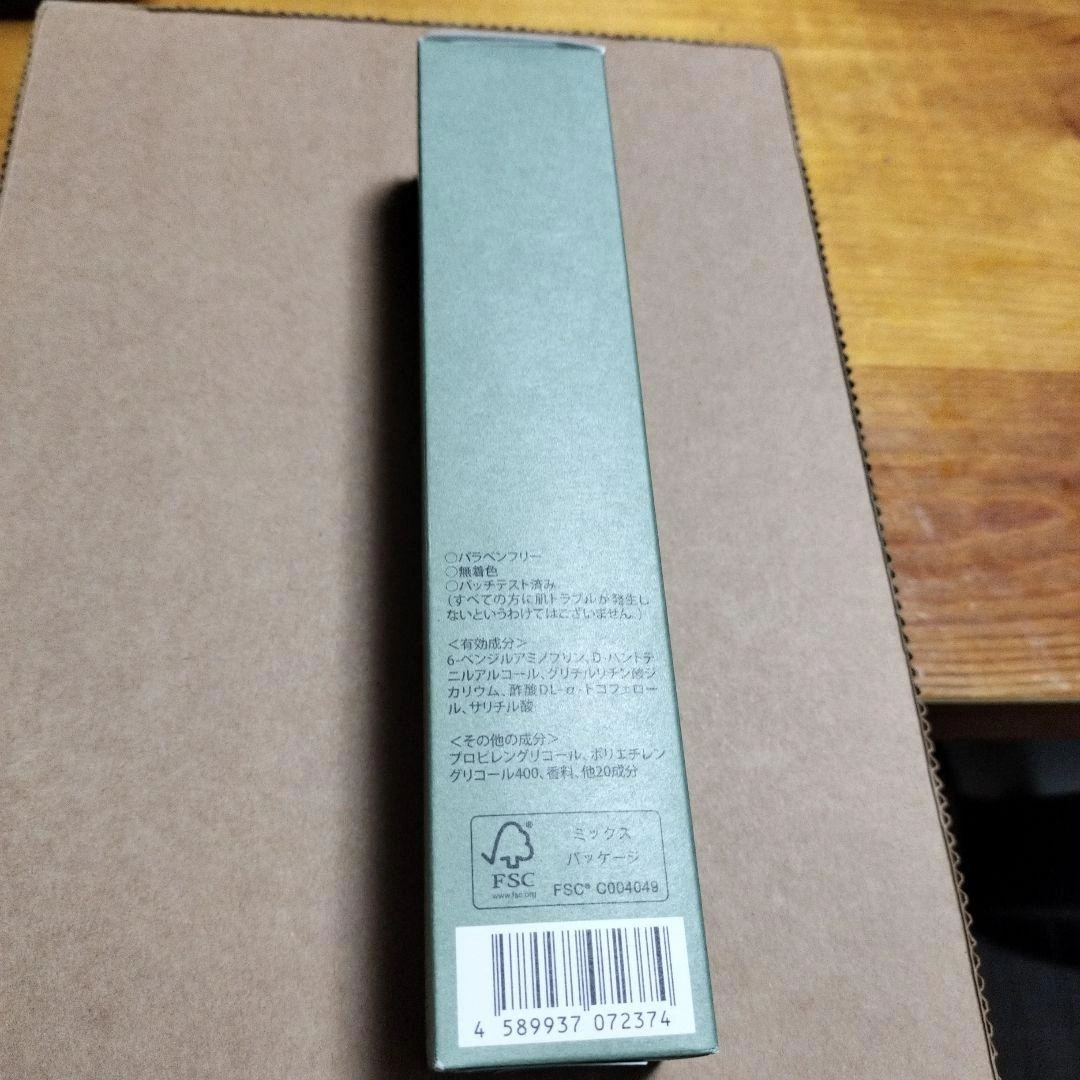 ○パラベンフリー
○無着色
○パッチテスト済み
(すべての方に肌トラブルが発生し
ないというわけではございません。)
<有効成分>
6-ベンジルアミノプリン、D-パントテ
ニルアルコール、グリチルリチン酸ジ
カリウム、酢酸DL-α-トコフェロー
ル、サリチル酸
<その他の成分>
プロピレングリコール、ポリエチレン
グリコール400、香料、他20成分
FSC®
www.fsc.org
ミックス
パッケージ
FSC® C004049
4 589937 072374